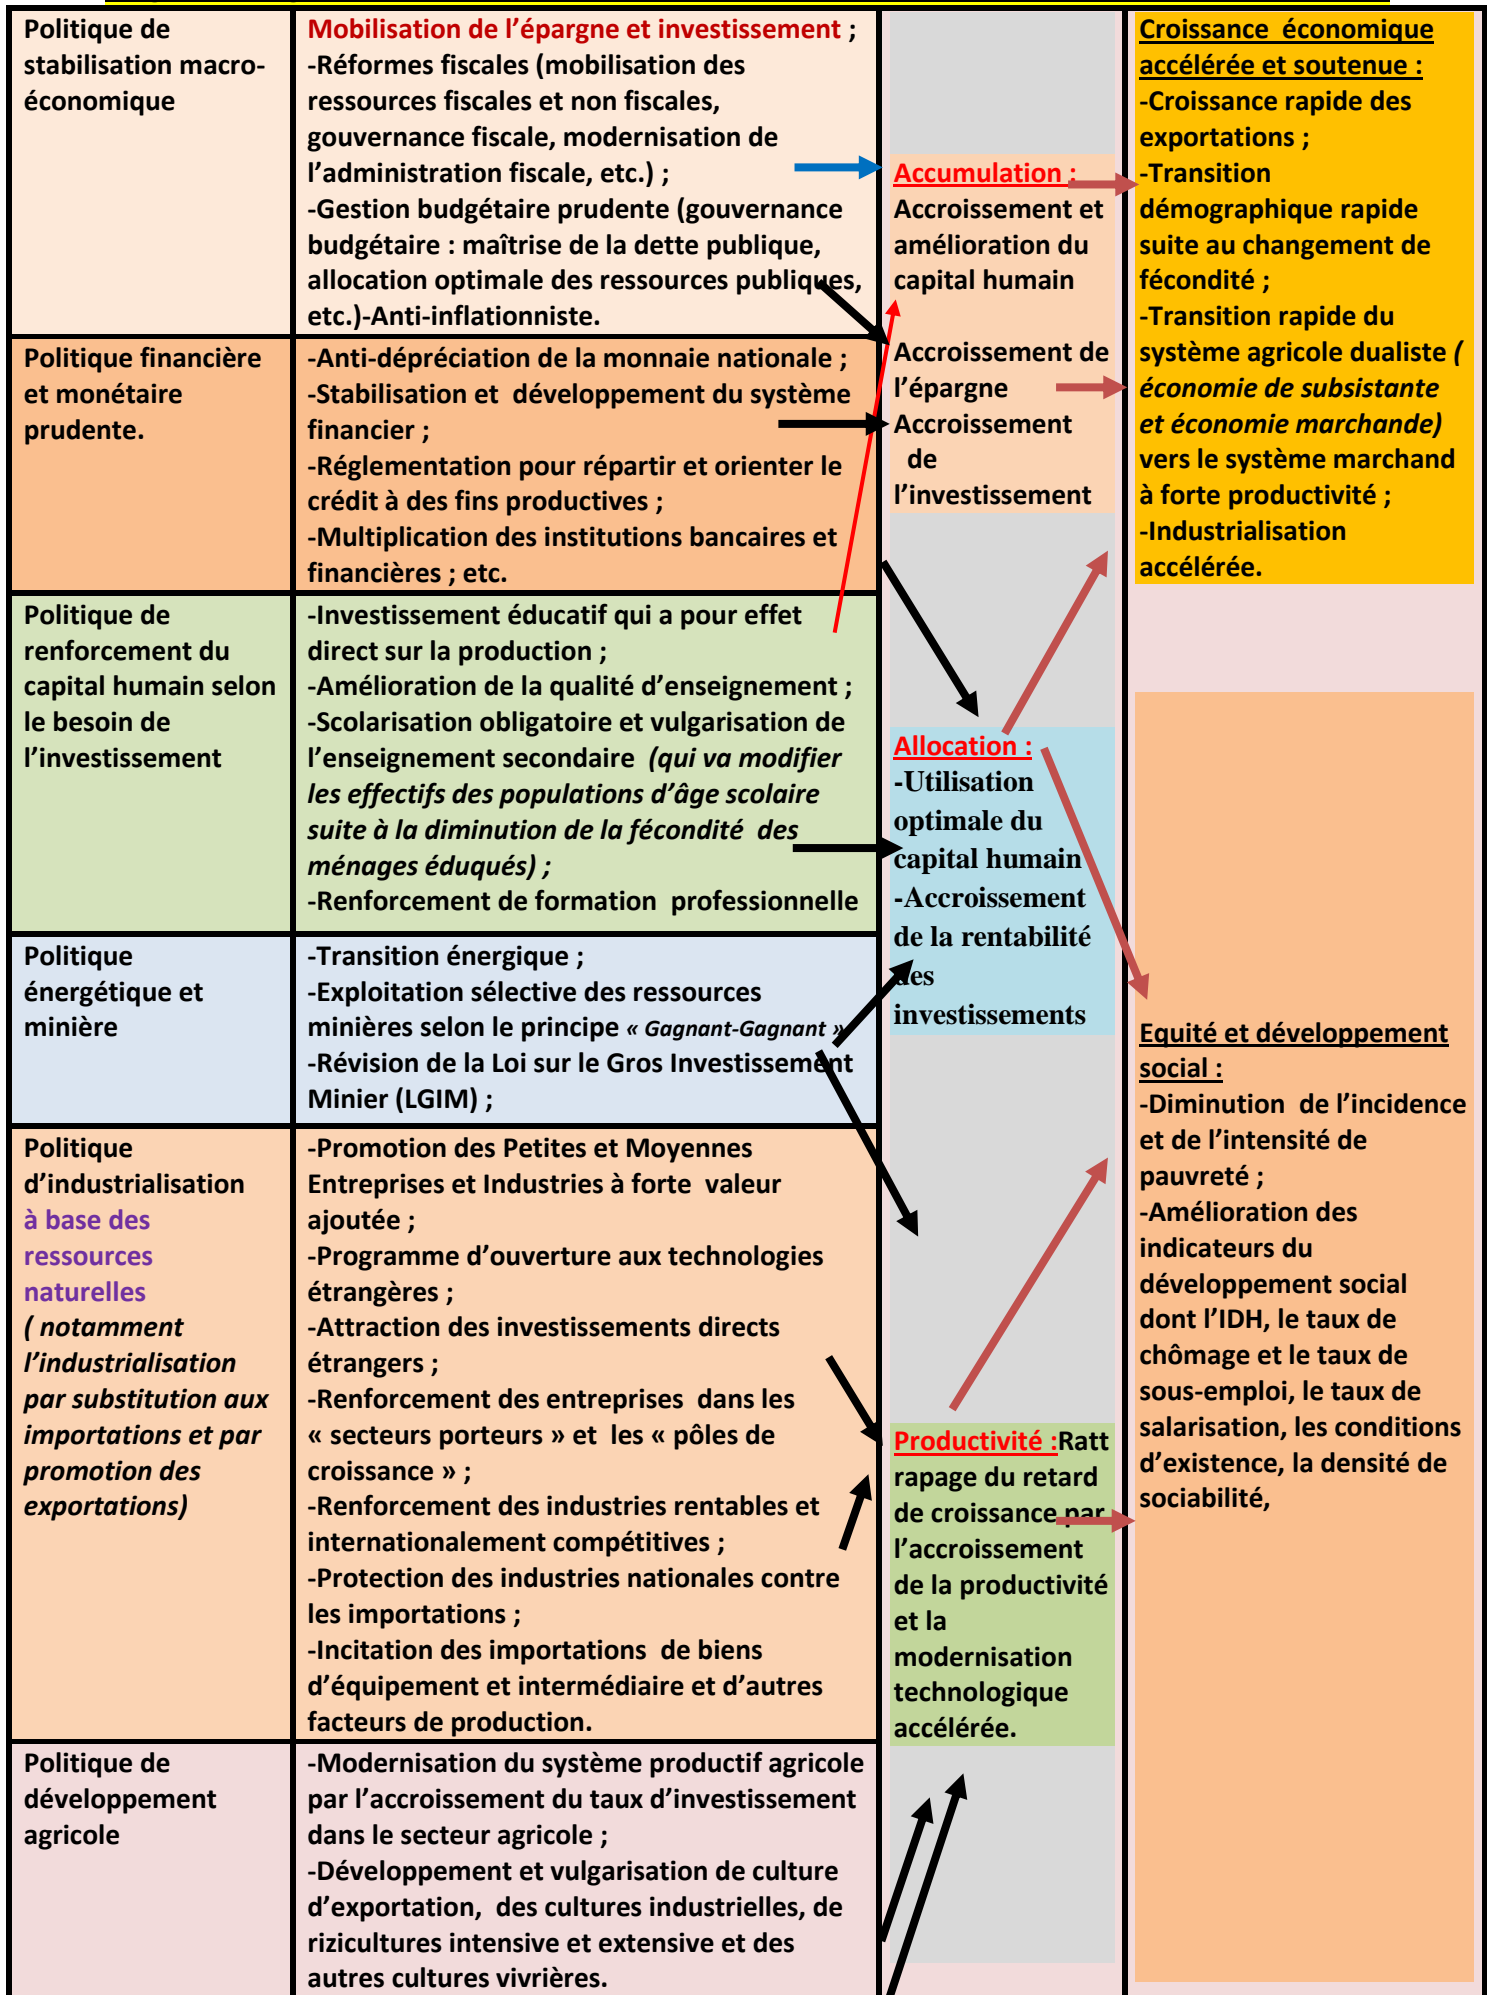 Politique de
stabilisation macro-
économique
Mobilisation de l’épargne et investissement ;
-Réformes fiscales (mobilisation des
ressources fiscales et non fiscales,
gouvernance fiscale, modernisation de
l’administration fiscale, etc.) ;
-Gestion budgétaire prudente (gouvernance
budgétaire : maîtrise de la dette publique,
allocation optimale des ressources publiques,
etc.)-Anti-inflationniste.
Politique financière
et monétaire
prudente.
-Anti-dépréciation de la monnaie nationale ;
-Stabilisation et développement du système
financier ;
-Réglementation pour répartir et orienter le
crédit à des fins productives ;
-Multiplication des institutions bancaires et
financières ; etc.
Politique de
renforcement du
capital humain selon
le besoin de
l’investissement
-Investissement éducatif qui a pour effet
direct sur la production ;
-Amélioration de la qualité d’enseignement ;
-Scolarisation obligatoire et vulgarisation de
l’enseignement secondaire (qui va modifier
les effectifs des populations d’âge scolaire
suite à la diminution de la fécondité des
ménages éduqués) ;
-Renforcement de formation professionnelle
Politique
énergétique et
minière
-Transition énergique ;
-Exploitation sélective des ressources
minières selon le principe « Gagnant-Gagnant »
-Révision de la Loi sur le Gros Investissement
Minier (LGIM) ;
Politique
d’industrialisation
à base des
ressources
naturelles
( notamment
l’industrialisation
par substitution aux
importations et par
promotion des
exportations)
-Promotion des Petites et Moyennes
Entreprises et Industries à forte valeur
ajoutée ;
-Programme d’ouverture aux technologies
étrangères ;
-Attraction des investissements directs
étrangers ;
-Renforcement des entreprises dans les
« secteurs porteurs » et les « pôles de
croissance » ;
-Renforcement des industries rentables et
internationalement compétitives ;
-Protection des industries nationales contre
les importations ;
-Incitation des importations de biens
d’équipement et intermédiaire et d’autres
facteurs de production.
Politique de
développement
agricole
-Modernisation du système productif agricole
par l’accroissement du taux d’investissement
dans le secteur agricole ;
-Développement et vulgarisation de culture
d’exportation, des cultures industrielles, de
rizicultures intensive et extensive et des
autres cultures vivrières.
Accumulation :
Accroissement et
amélioration du
capital humain
Accroissement de
l’épargne
Accroissement
de
l’investissement
Allocation :
-Utilisation
optimale du
capital humain
-Accroissement
de la rentabilité
des
investissements
Productivité :Ratt
rapage du retard
de croissance par
l’accroissement
de la productivité
et la
modernisation
technologique
accélérée.
Croissance économique
accélérée et soutenue :
-Croissance rapide des
exportations ;
-Transition
démographique rapide
suite au changement de
fécondité ;
-Transition rapide du
système agricole dualiste (
économie de subsistante
et économie marchande)
vers le système marchand
à forte productivité ;
-Industrialisation
accélérée.
Equité et développement
social :
-Diminution de l’incidence
et de l’intensité de
pauvreté ;
-Amélioration des
indicateurs du
développement social
dont l’IDH, le taux de
chômage et le taux de
sous-emploi, le taux de
salarisation, les conditions
d’existence, la densité de
sociabilité,